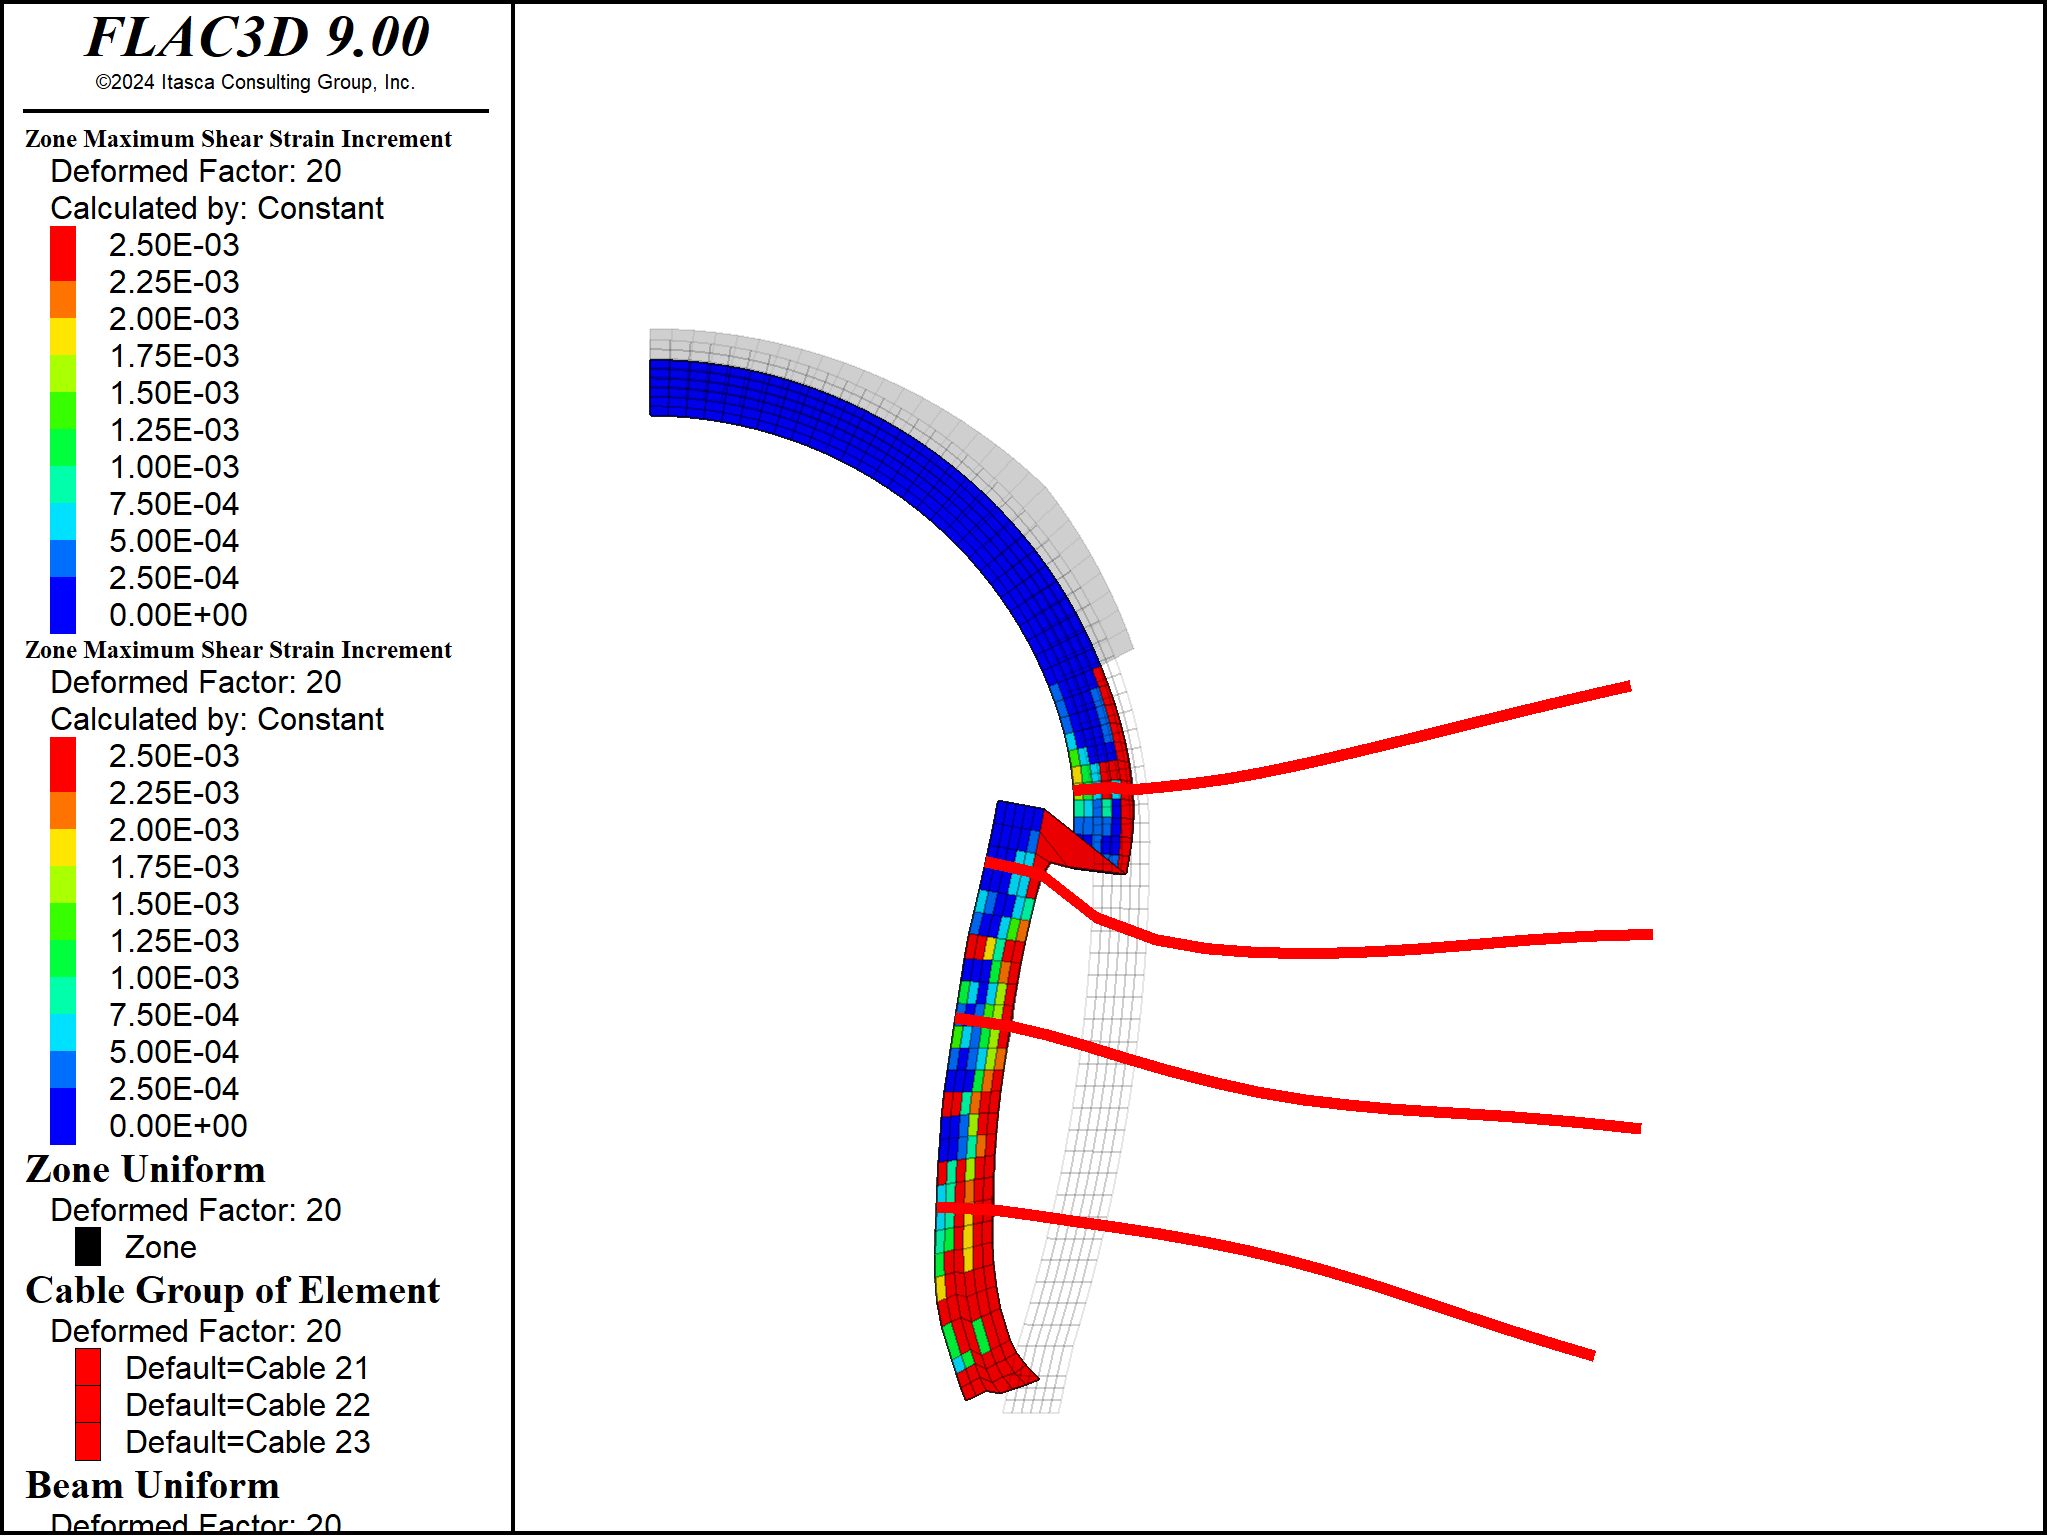 FLAC3D 9.00
©2024 Itasca Consulting Group, Inc.
Zone Maximum Shear Strain Increment
Deformed Factor: 20
Calculated by: Constant
2.50E-03
2.25E-03
2.00E-03
1.75E-03
1.50E-03
1.25E-03
1.00E-03
7.50E-04
5.00E-04
2.50E-04
0.00E+00
Zone Maximum Shear Strain Increment
Deformed Factor: 20
Calculated by: Constant
2.50E-03
2.25E-03
2.00E-03
1.75E-03
1.50E-03
1.25E-03
1.00E-03
7.50E-04
5.00E-04
2.50E-04
0.00E+00
Zone Uniform
Deformed Factor: 20
Zone
Cable Group of Element
Deformed Factor: 20
Default=Cable 21
Default=Cable 22
Default=Cable 23
Beam Uniform
Deformed Factor: 20